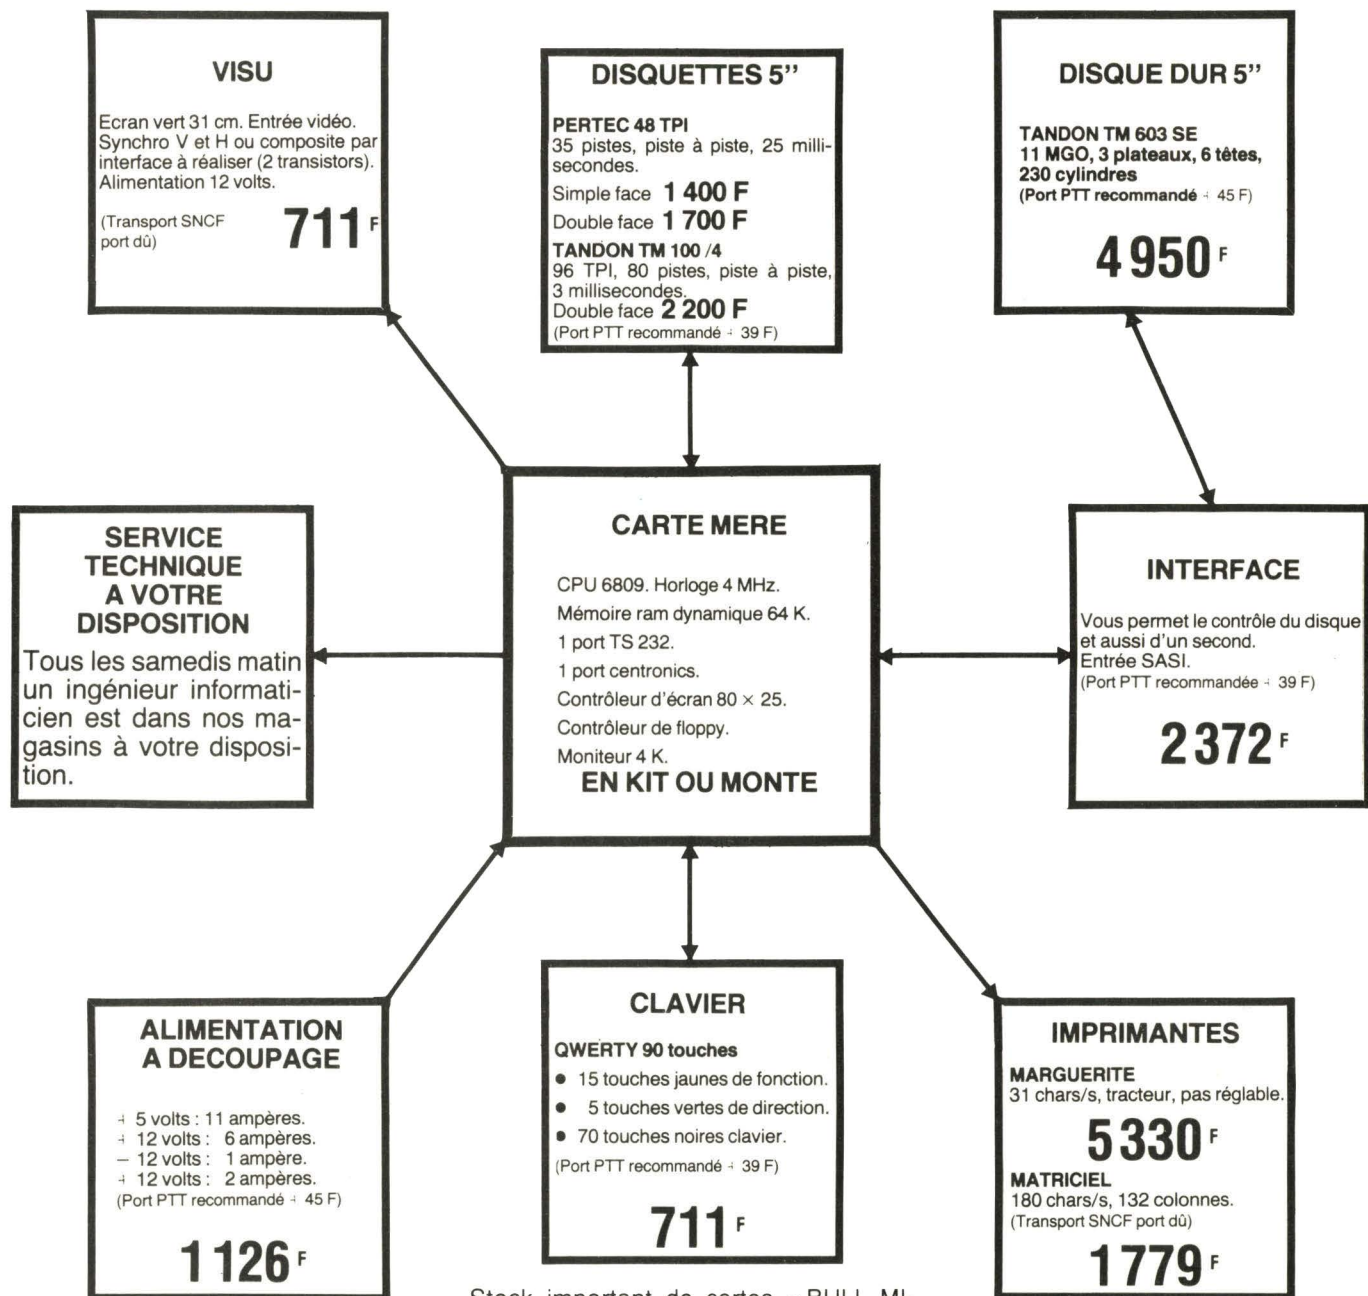 VISU
Ecran vert 31 cm. Entrée vidéo.
Synchro V et H ou composite par
interface à réaliser (2 transistors).
Alimentation 12 volts.
(Transport SNCF
port dû)
711 F
DISQUETTES 5''
PERTEC 48 TPI
35 pistes, piste à piste, 25 milli-
secondes.
Simple face 1 400 F
Double face 1 700 F
TANDON TM 100 /4
96 TPI, 80 pistes, piste à piste,
3 millisecondes.
Double face 2 200 F
(Port PTT recommandé + 39 F)
DISQUE DUR 5''
TANDON TM 603 SE
11 MGO, 3 plateaux, 6 têtes,
230 cylindres
(Port PTT recommandé + 45 F)
4 950 F
SERVICE
TECHNIQUE
A VOTRE
DISPOSITION
Tous les samedis matin
un ingénieur informati-
cien est dans nos ma-
gasins à votre disposi-
tion.
CARTE MERE
CPU 6809. Horloge 4 MHz.
Mémoire ram dynamique 64 K.
1 port TS 232.
1 port centronics.
Contrôleur d'écran 80 × 25.
Contrôleur de floppy.
Moniteur 4 K.
EN KIT OU MONTE
INTERFACE
Vous permet le contrôle du disque
et aussi d'un second.
Entrée SASI.
(Port PTT recommandée + 39 F)
2 372 F
ALIMENTATION
A DECOUPAGE
+ 5 volts : 11 ampères.
+ 12 volts : 6 ampères.
– 12 volts : 1 ampère.
+ 12 volts : 2 ampères.
(Port PTT recommandé + 45 F)
1 126 F
CLAVIER
QWERTY 90 touches
● 15 touches jaunes de fonction.
● 5 touches vertes de direction.
● 70 touches noires clavier.
(Port PTT recommandé + 39 F)
711 F
IMPRIMANTES
MARGUERITE
31 chars/s, tracteur, pas réglable.
5 330 F
MATRICIEL
180 chars/s, 132 colonnes.
(Transport SNCF port dû)
1 779 F
Stock important de cartes BULL MI